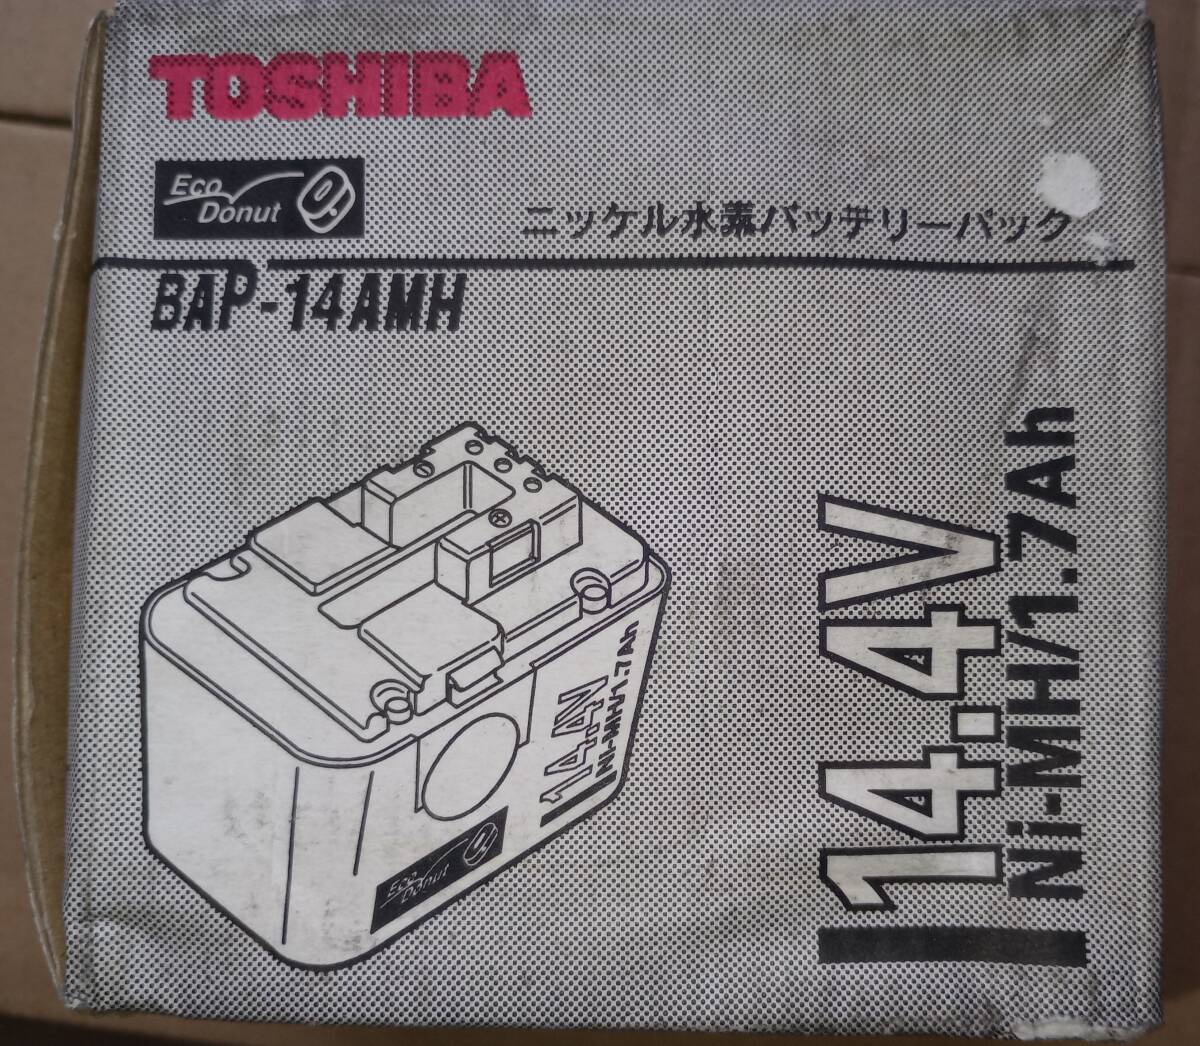 TOSHIBA
Eco
Donut
ニッケル水素バッテリーパック
BAP-14AMH
14.4V
Ni-MH/1.7Ah
14.4V
Ni-MH/1.7Ah
Eco
Donut